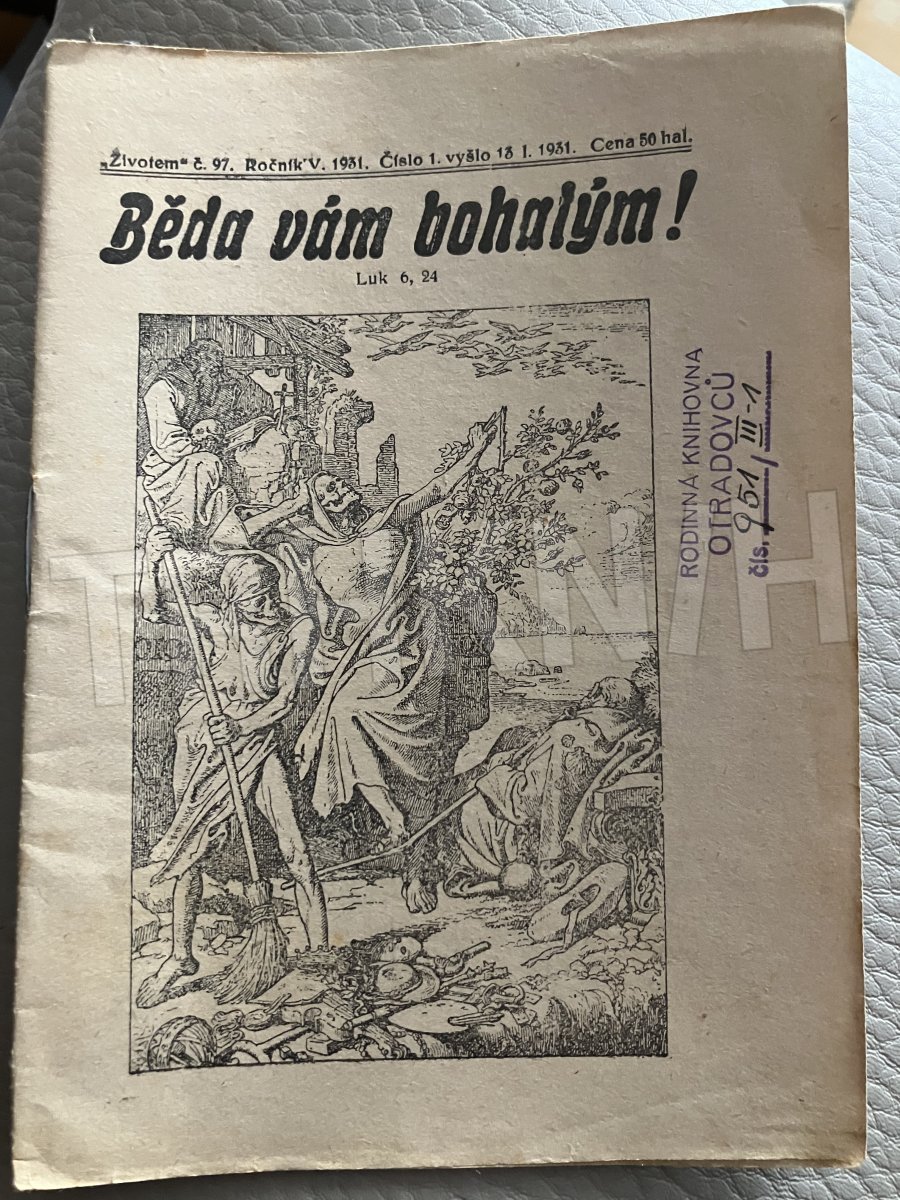 „Životem“ č. 97. Ročník V. 1931. Číslo 1. vyšlo 13 I. 1931. Cena 50 hal.
Běda vám bohatým!
Luk 6, 24
RODINNÁ KNIHOVNA
OTRADOVCŮ
čís. 951/III-1